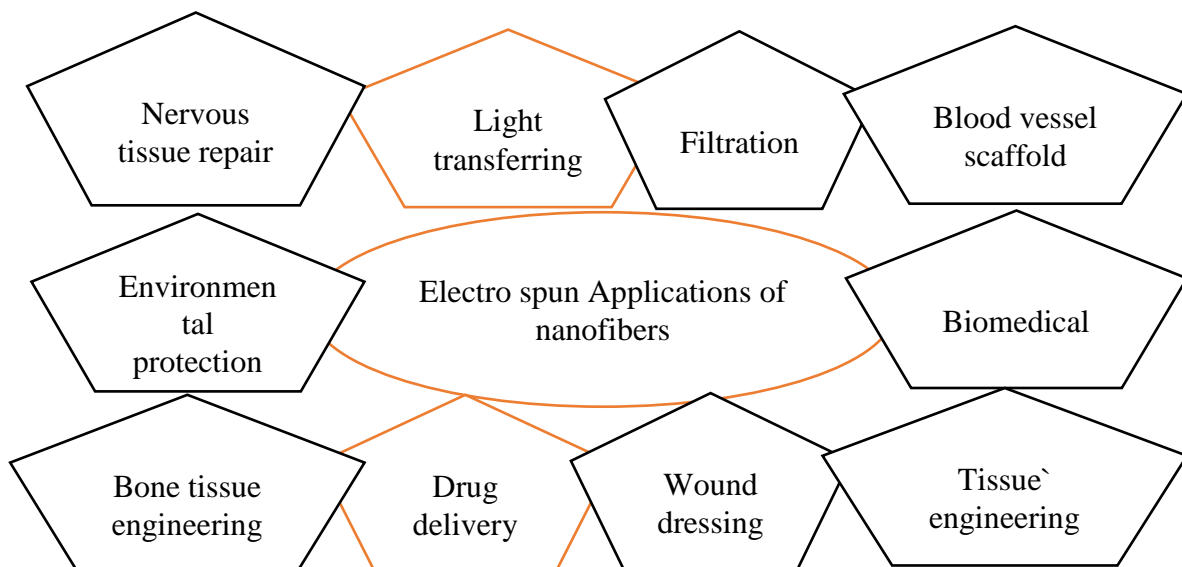 Nervous
tissue repair
Light
transferring
Filtration
Blood vessel
scaffold
Environmen
tal
protection
Electro spun Applications of
nanofibers
Biomedical
Bone tissue
engineering
Drug
delivery
Wound
dressing
Tissue`
engineering